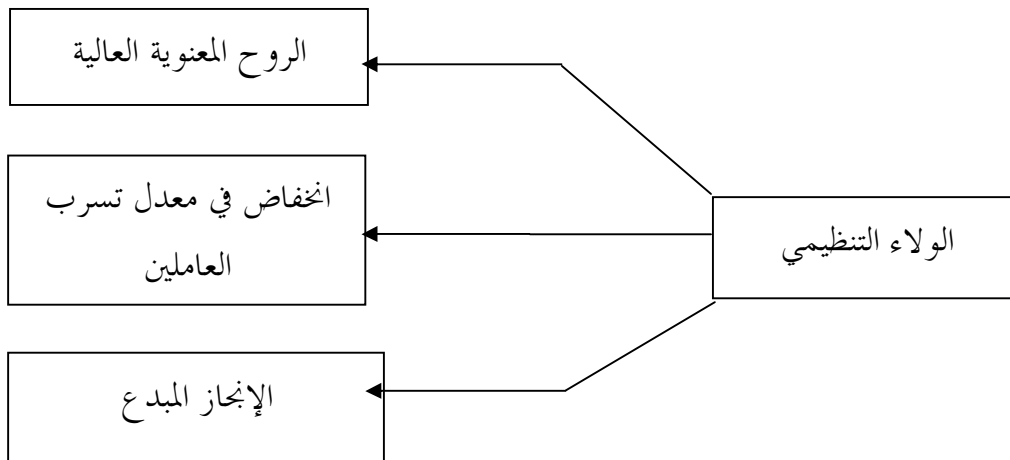 الروح المعنوية العالية
انخفاض في معدل تسرب
العاملين
الولاء التنظيمي
الإنجاز المبدع